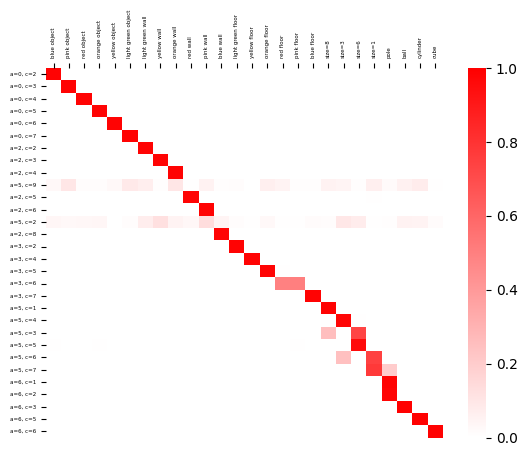 blue object
pink object
red object
orange object
yellow object
light green object
light green wall
yellow wall
orange wall
red wall
pink wall
blue wall
light green floor
yellow floor
orange floor
red floor
pink floor
blue floor
size=8
size=3
size=6
size=1
pole
ball
cylinder
cube
a=0, c=2
a=0, c=3
a=0, c=4
a=0, c=5
a=0, c=6
a=0, c=7
a=2, c=2
a=2, c=3
a=2, c=4
a=5, c=9
a=2, c=5
a=2, c=6
a=5, c=2
a=2, c=8
a=3, c=2
a=3, c=4
a=3, c=5
a=3, c=6
a=3, c=7
a=5, c=1
a=5, c=4
a=5, c=3
a=5, c=5
a=5, c=6
a=5, c=7
a=6, c=1
a=6, c=2
a=6, c=3
a=6, c=5
a=6, c=6
1.0
0.8
0.6
0.4
0.2
0.0